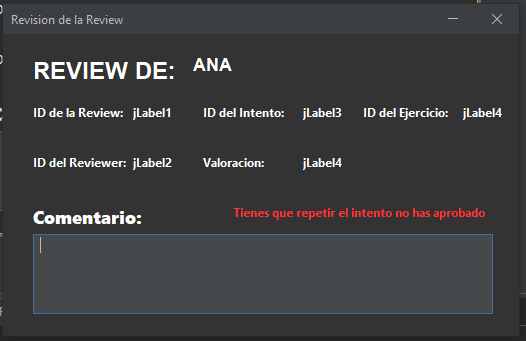 Revision de la Review
REVIEW DE: ANA
ID de la Review: jLabel1 ID del Intento: jLabel3 ID del Ejercicio: jLabel4
ID del Reviewer: jLabel2 Valoracion: jLabel4
Comentario: Tienes que repetir el intento no has aprobado